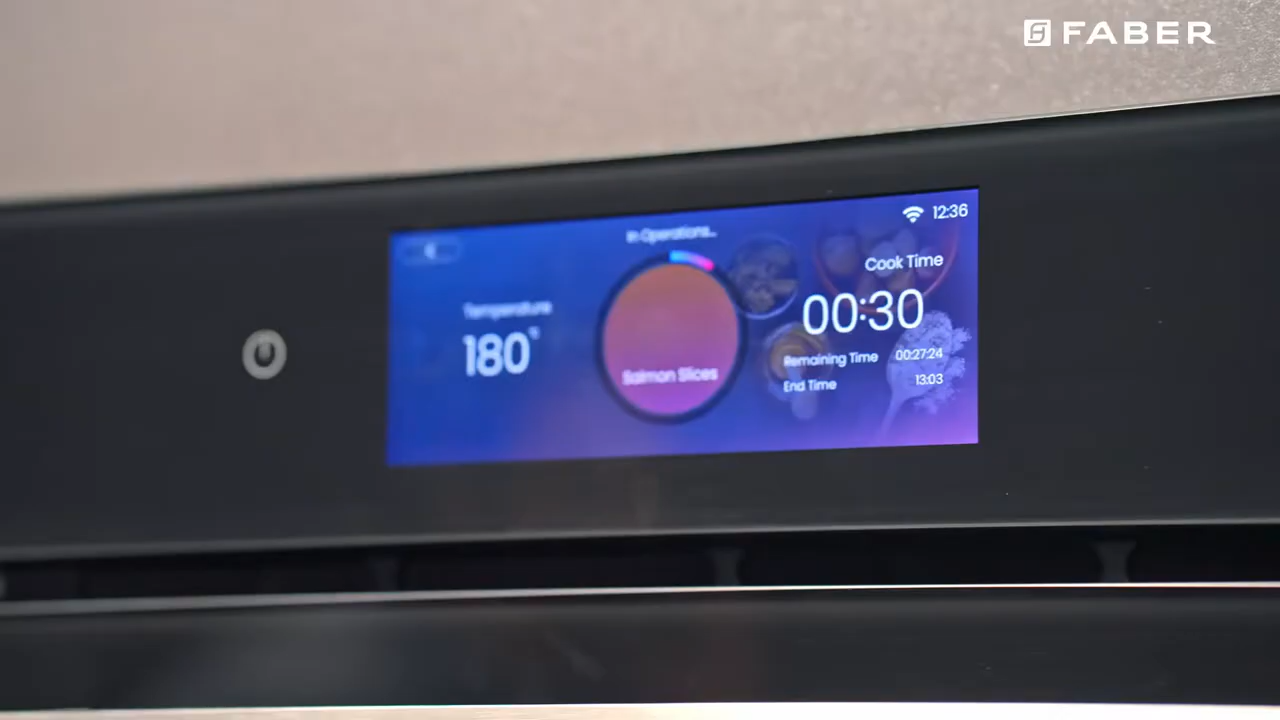 FABER
12:36
In Operations...
Cook Time
00:30
Temperature
180°
Remaining Time 00:27:24
Salmon Slices
End Time 13:03